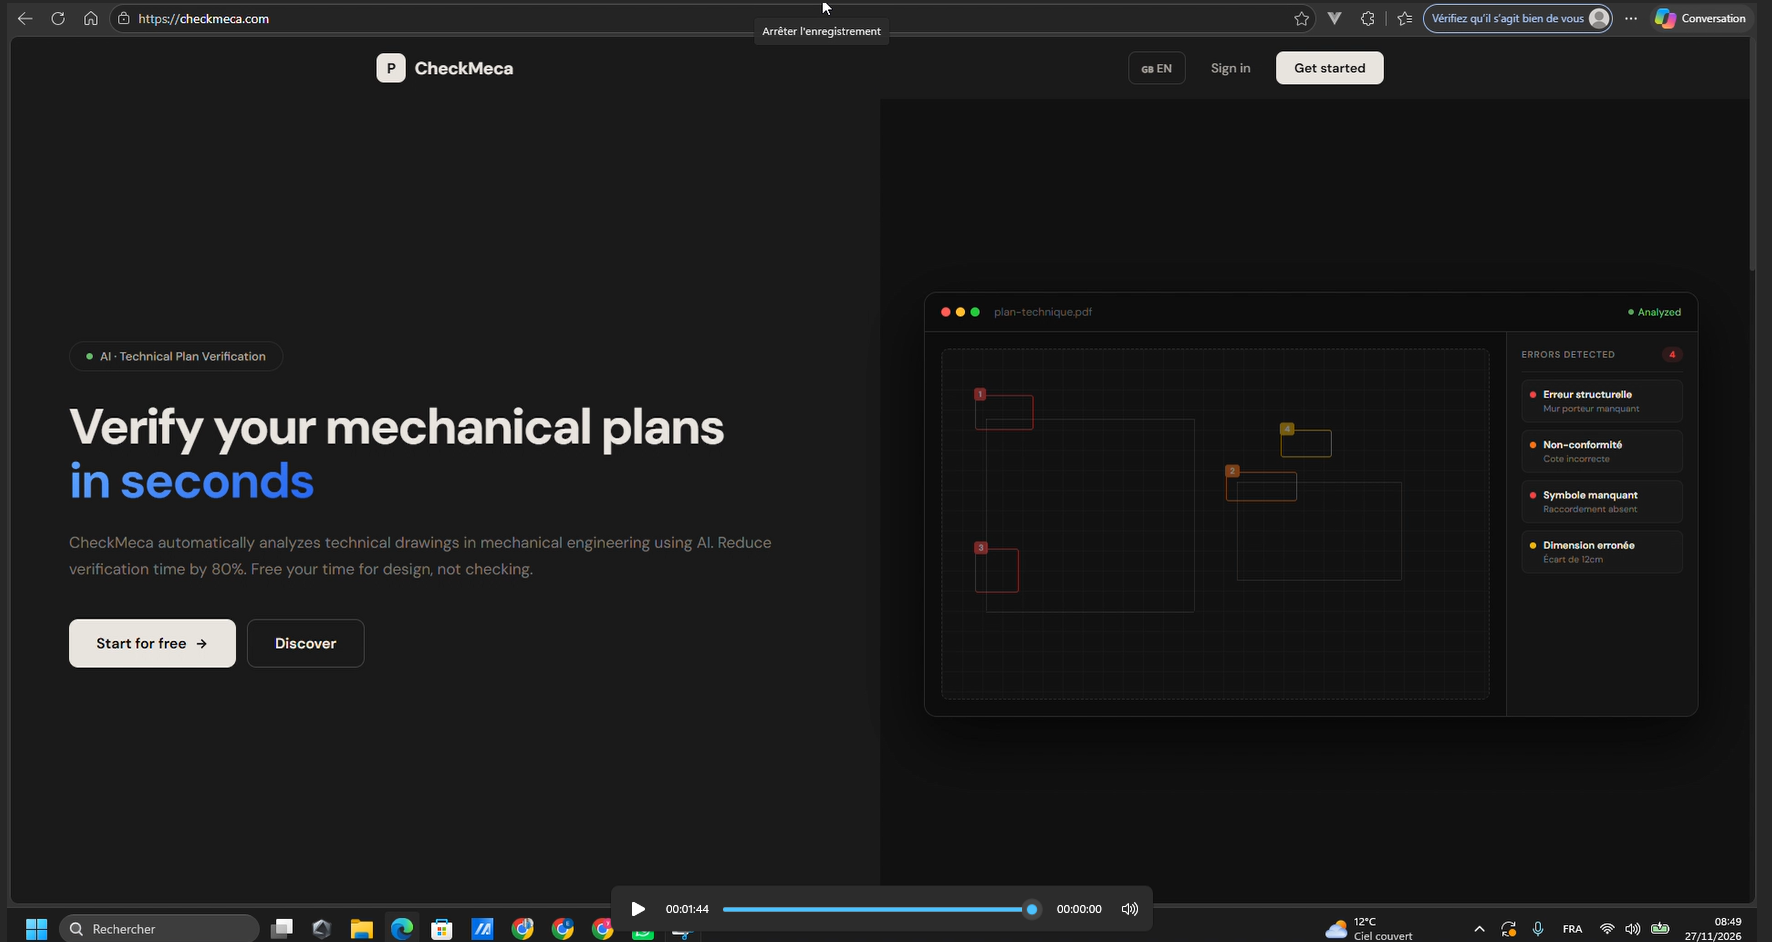 https://checkmeca.com
Arrêter l'enregistrement
Vérifiez qu'il s'agit bien de vous
Conversation
P
CheckMeca
GB EN
Sign in
Get started
AI · Technical Plan Verification
Verify your mechanical plans
in seconds
CheckMeca automatically analyzes technical drawings in mechanical engineering using AI. Reduce
verification time by 80%. Free your time for design, not checking.
Start for free →
Discover
plan-technique.pdf
Analyzed
1
4
2
3
ERRORS DETECTED
4
Erreur structurelle
Mur porteur manquant
Non-conformité
Cote incorrecte
Symbole manquant
Raccordement absent
Dimension erronée
Écart de 12cm
00:01:44
00:00:00
Rechercher
12°C
Ciel couvert
FRA
08:49
27/11/2026